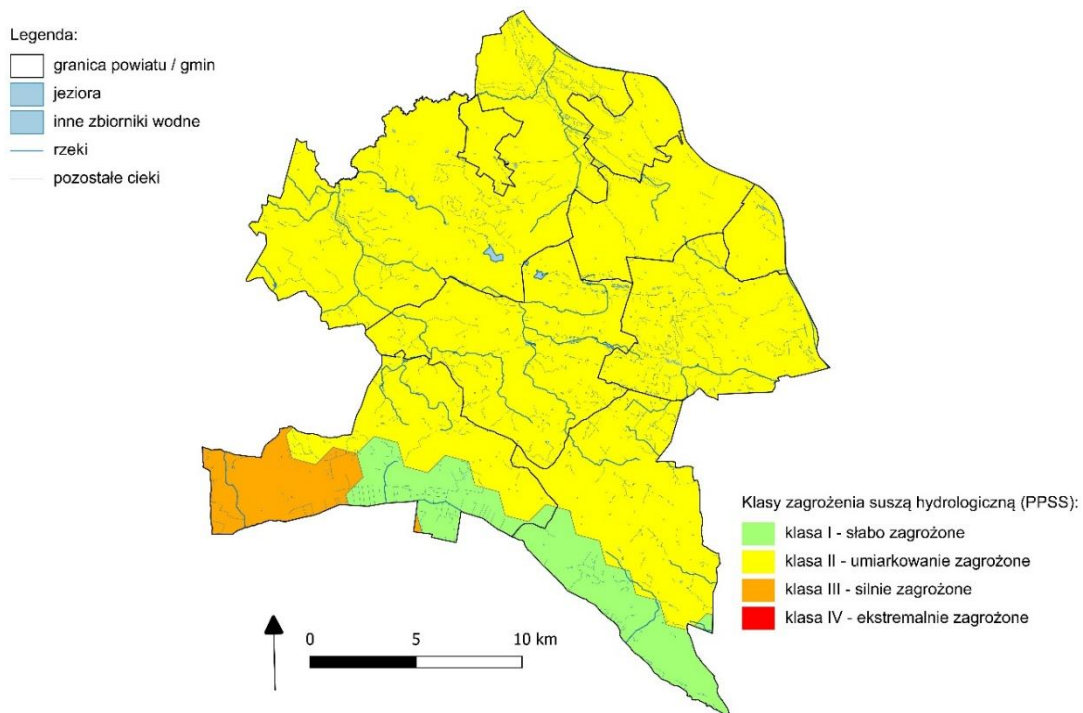 Legenda:
granica powiatu / gmin
jeziora
inne zbiorniki wodne
rzeki
pozostałe cieki
Klasy zagrożenia suszą hydrologiczną (PPSS):
klasa I - słabo zagrożone
klasa II - umiarkowanie zagrożone
klasa III - silnie zagrożone
klasa IV - ekstremalnie zagrożone
0 5 10 km